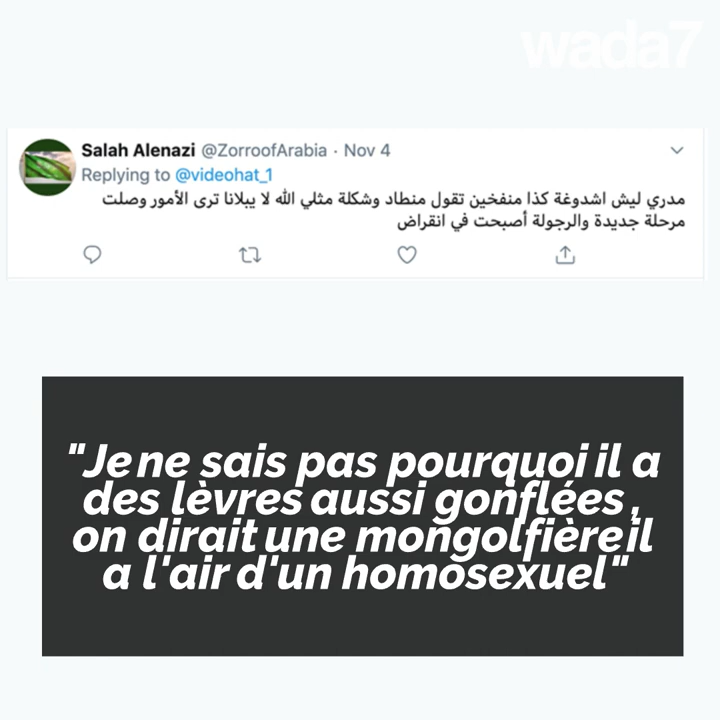 wada7
Salah Alenazi @ZorroofArabia · Nov 4
Replying to @videohat_1
مدري ليش اشدوغة كذا منفخين تقول منطاد وشكلة مثلي الله لا يبلانا ترى الأمور وصلت
مرحلة جديدة والرجولة أصبحت في انقراض
"Je ne sais pas pourquoi il a
des lèvres aussi gonflées ,
on dirait une mongolfière il
a l'air d'un homosexuel"